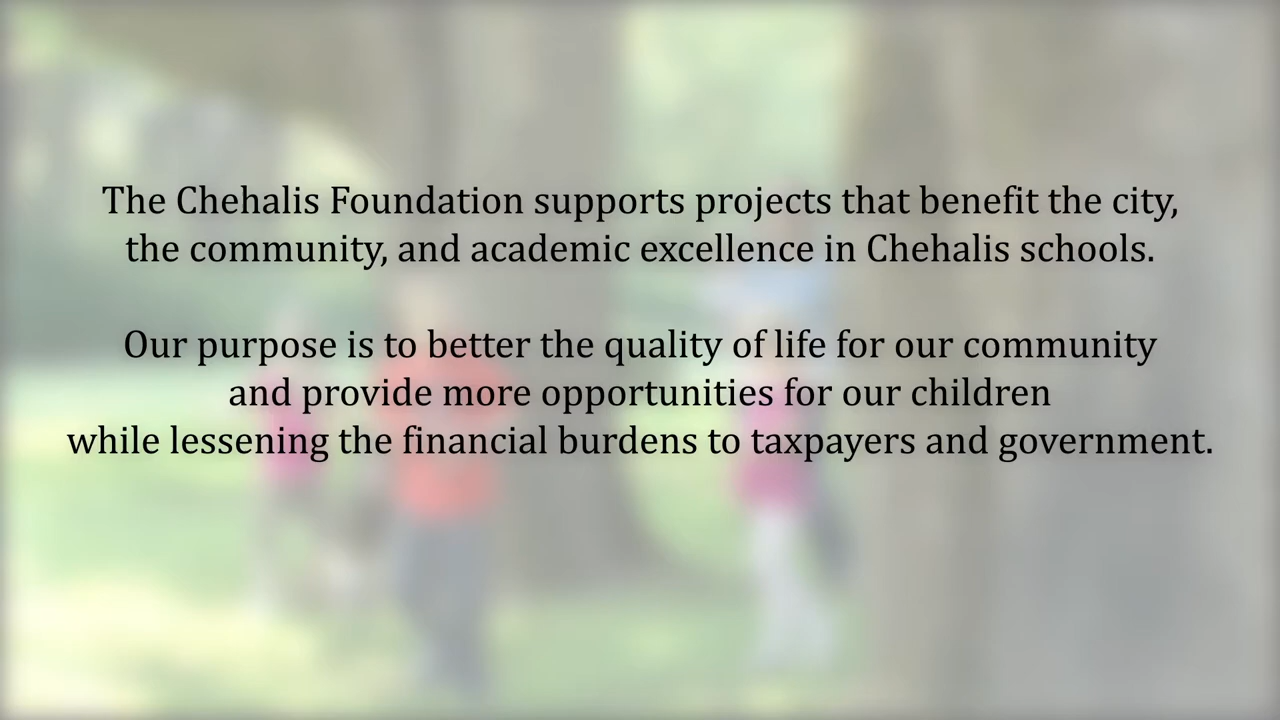 The Chehalis Foundation supports projects that benefit the city,
the community, and academic excellence in Chehalis schools.
Our purpose is to better the quality of life for our community
and provide more opportunities for our children
while lessening the financial burdens to taxpayers and government.